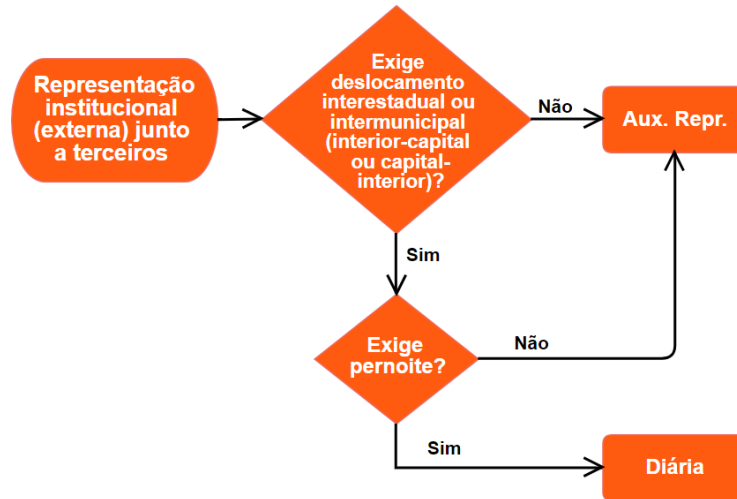 Representação
institucional
(externa) junto
a terceiros
Exige
deslocamento
interestadual ou
intermunicipal
(interior-capital
ou capital-
interior)?
Não
Aux. Repr.
Sim
Exige
pernoite?
Não
Sim
Diária